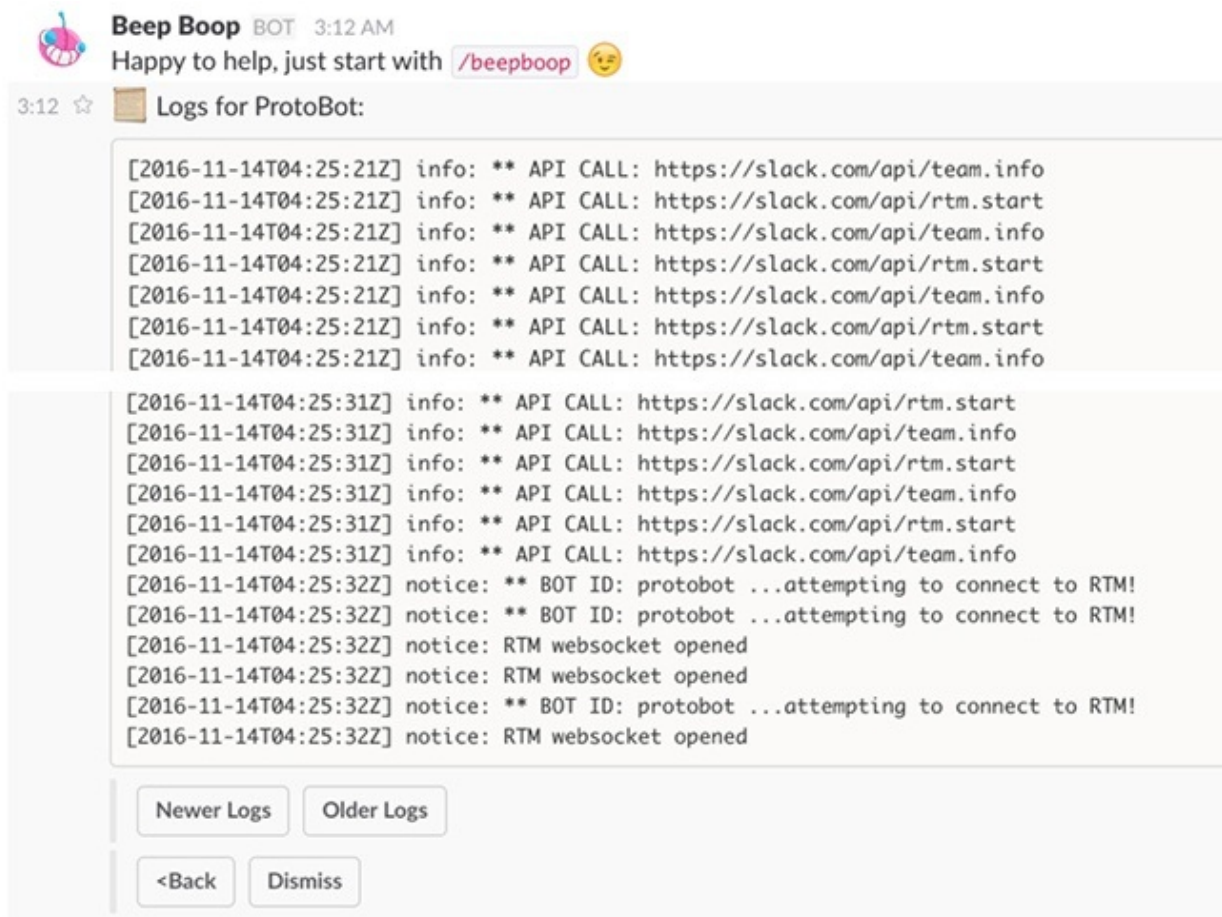 Beep Boop BOT 3:12 AM
Happy to help, just start with /beepboop
3:12 Logs for ProtoBot:
[2016-11-14T04:25:21Z] info: ** API CALL: https://slack.com/api/team.info
[2016-11-14T04:25:21Z] info: ** API CALL: https://slack.com/api/rtm.start
[2016-11-14T04:25:21Z] info: ** API CALL: https://slack.com/api/team.info
[2016-11-14T04:25:21Z] info: ** API CALL: https://slack.com/api/rtm.start
[2016-11-14T04:25:21Z] info: ** API CALL: https://slack.com/api/team.info
[2016-11-14T04:25:21Z] info: ** API CALL: https://slack.com/api/rtm.start
[2016-11-14T04:25:21Z] info: ** API CALL: https://slack.com/api/team.info
[2016-11-14T04:25:31Z] info: ** API CALL: https://slack.com/api/rtm.start
[2016-11-14T04:25:31Z] info: ** API CALL: https://slack.com/api/team.info
[2016-11-14T04:25:31Z] info: ** API CALL: https://slack.com/api/rtm.start
[2016-11-14T04:25:31Z] info: ** API CALL: https://slack.com/api/team.info
[2016-11-14T04:25:31Z] info: ** API CALL: https://slack.com/api/rtm.start
[2016-11-14T04:25:31Z] info: ** API CALL: https://slack.com/api/team.info
[2016-11-14T04:25:32Z] notice: ** BOT ID: protobot ...attempting to connect to RTM!
[2016-11-14T04:25:32Z] notice: ** BOT ID: protobot ...attempting to connect to RTM!
[2016-11-14T04:25:32Z] notice: RTM websocket opened
[2016-11-14T04:25:32Z] notice: RTM websocket opened
[2016-11-14T04:25:32Z] notice: ** BOT ID: protobot ...attempting to connect to RTM!
[2016-11-14T04:25:32Z] notice: RTM websocket opened
Newer Logs Older Logs
<Back Dismiss